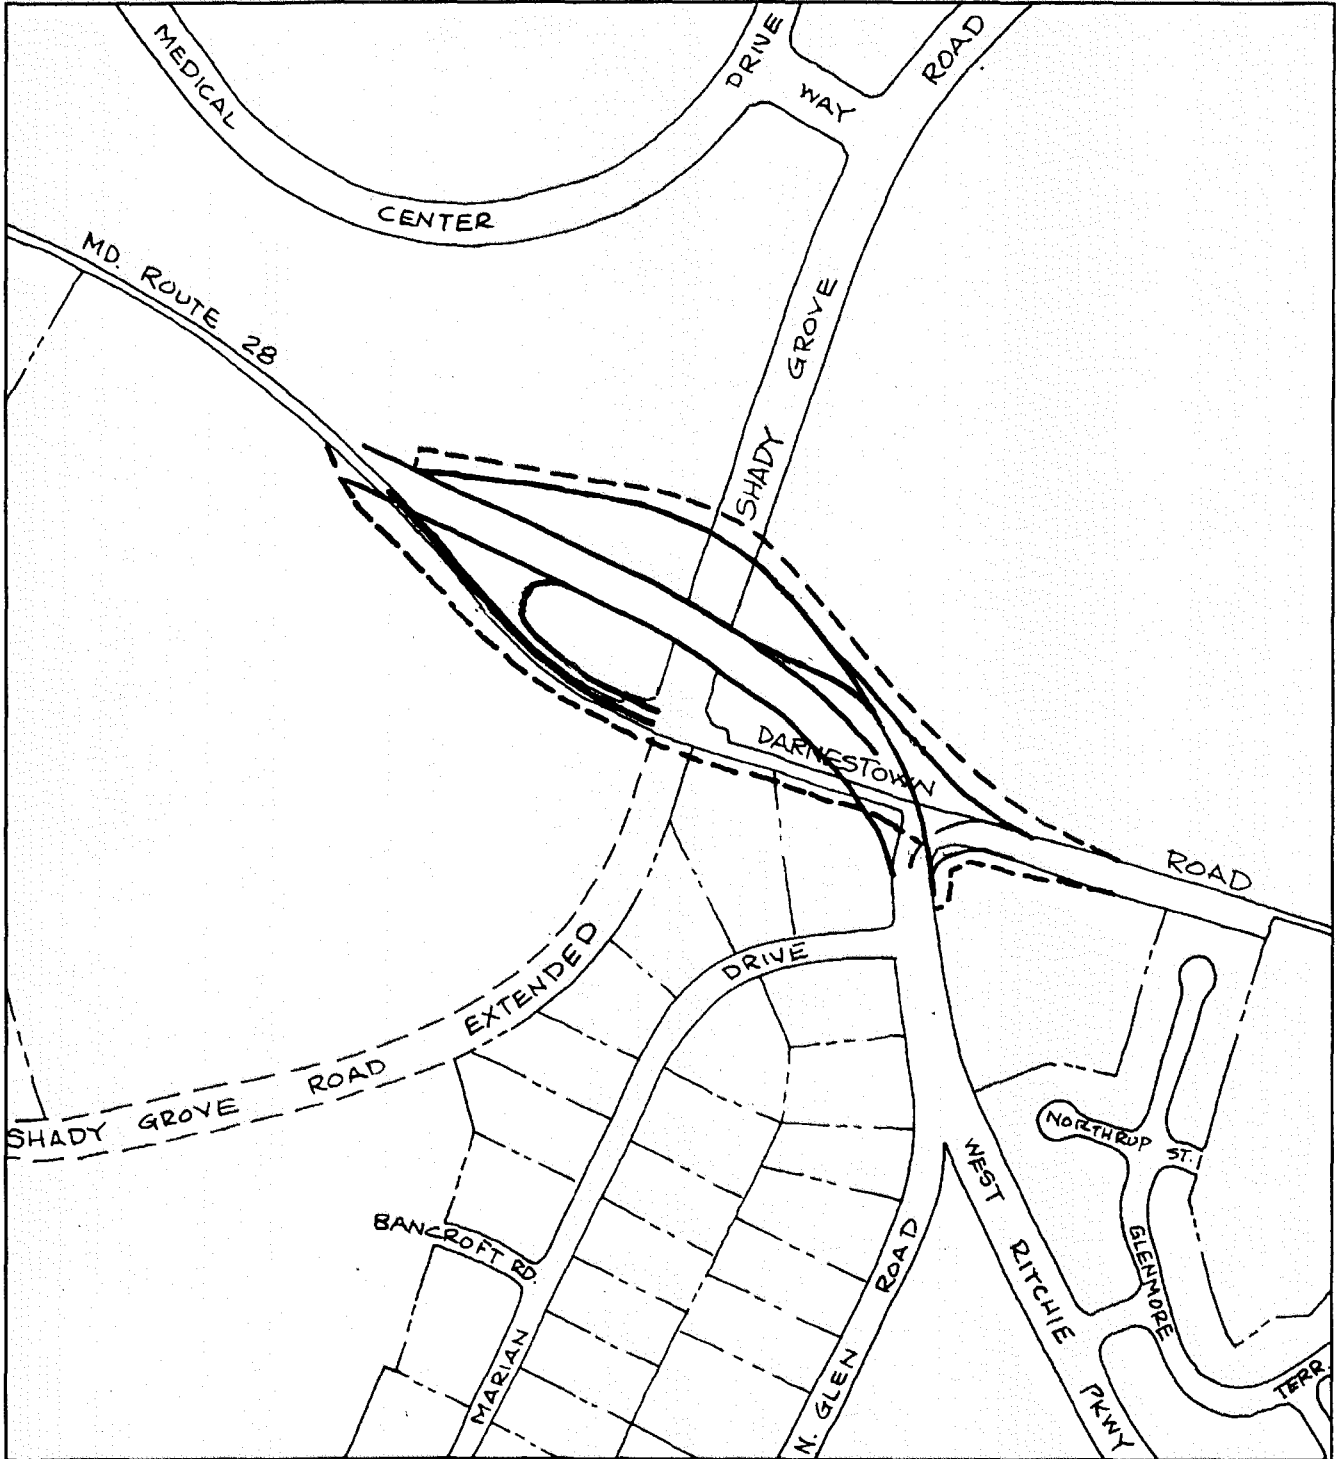 MEDICAL CENTER DRIVE
WAY
ROAD
MD. ROUTE 28
SHADY GROVE
DARNESTOWN ROAD
DRIVE
SHADY GROVE ROAD EXTENDED
NORTHRUP ST.
WEST RITCHIE PKWY
GLENMORE
TERR.
BANCROFT RD.
MARIAN
N. GLEN ROAD